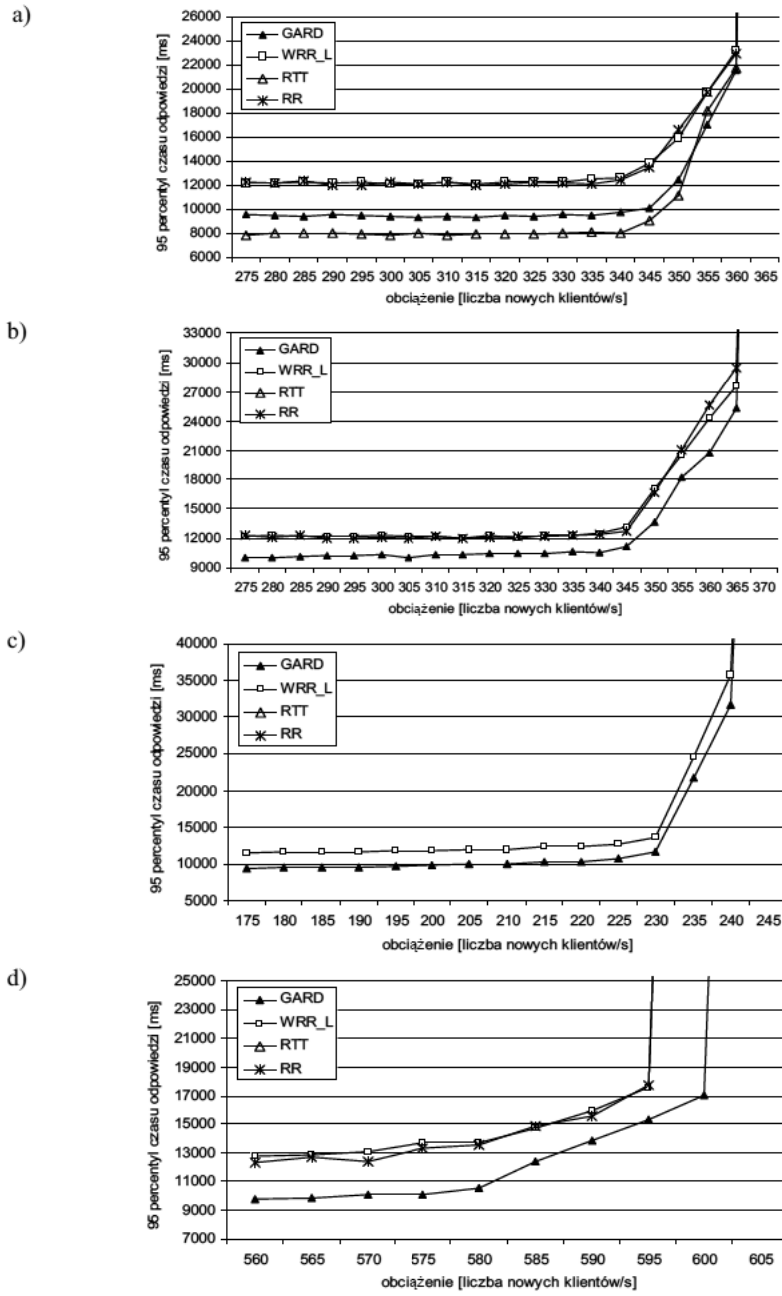 a)
95 percentyl czasu odpowiedzi [ms]
26000
24000
22000
20000
18000
16000
14000
12000
10000
8000
6000
GARD
WRR_L
RTT
RR
275 280 285 290 295 300 305 310 315 320 325 330 335 340 345 350 355 360 365
obciążenie [liczba nowych klientów/s]
b)
95 percentyl czasu odpowiedzi [ms]
33000
30000
27000
24000
21000
18000
15000
12000
9000
GARD
WRR_L
RTT
RR
275 280 285 290 295 300 305 310 315 320 325 330 335 340 345 350 355 360 365 370
obciążenie [liczba nowych klientów/s]
c)
95 percentyl czasu odpowiedzi [ms]
40000
35000
30000
25000
20000
15000
10000
5000
GARD
WRR_L
RTT
RR
175 180 185 190 195 200 205 210 215 220 225 230 235 240 245
obciążenie [liczba nowych klientów/s]
d)
95 percentyl czasu odpowiedzi [ms]
25000
23000
21000
19000
17000
15000
13000
11000
9000
7000
GARD
WRR_L
RTT
RR
560 565 570 575 580 585 590 595 600 605
obciążenie [liczba nowych klientów/s]